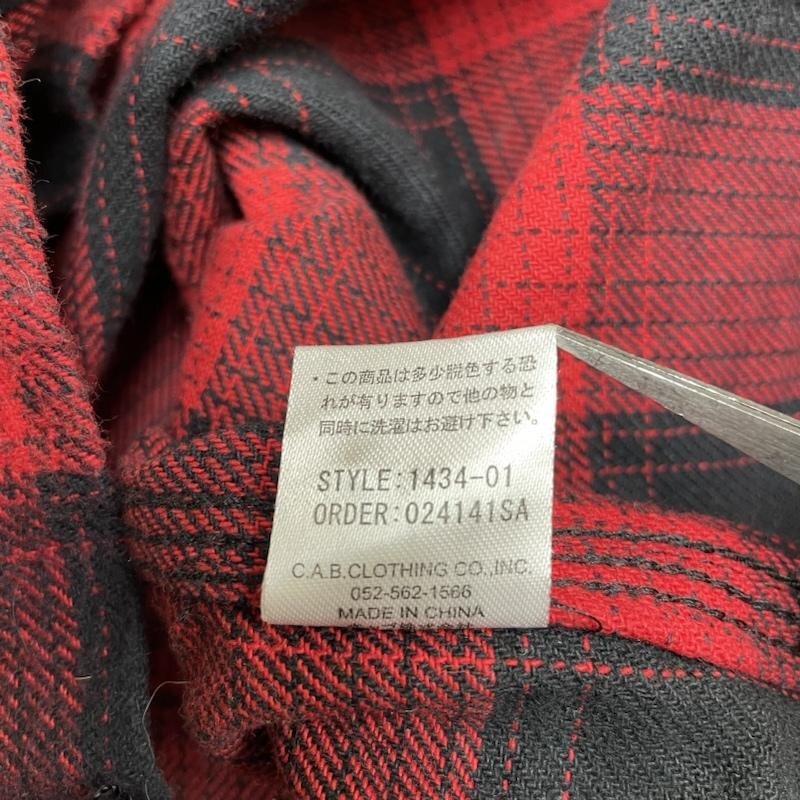 ・この商品は多少脱色する恐
れが有りますので他の物と
同時に洗濯はお避け下さい。
STYLE:1434-01
ORDER:024141SA
C.A.B.CLOTHING CO.,INC.
052-562-1566
MADE IN CHINA